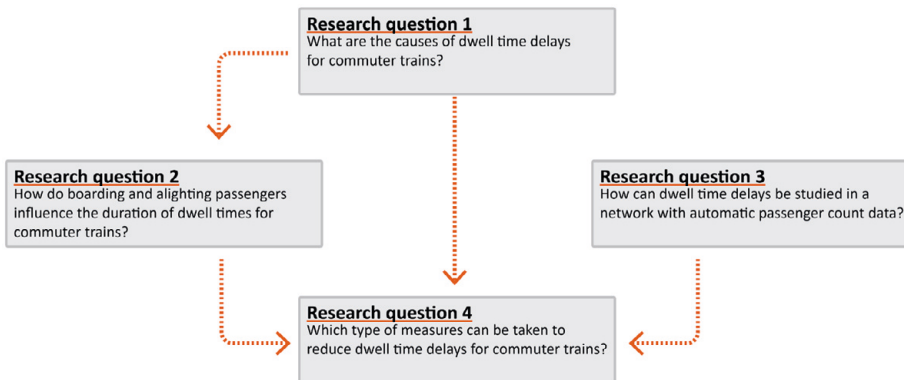 Research question 1
What are the causes of dwell time delays
for commuter trains?
Research question 2
How do boarding and alighting passengers
influence the duration of dwell times for
commuter trains?
Research question 3
How can dwell time delays be studied in a
network with automatic passenger count data?
Research question 4
Which type of measures can be taken to
reduce dwell time delays for commuter trains?